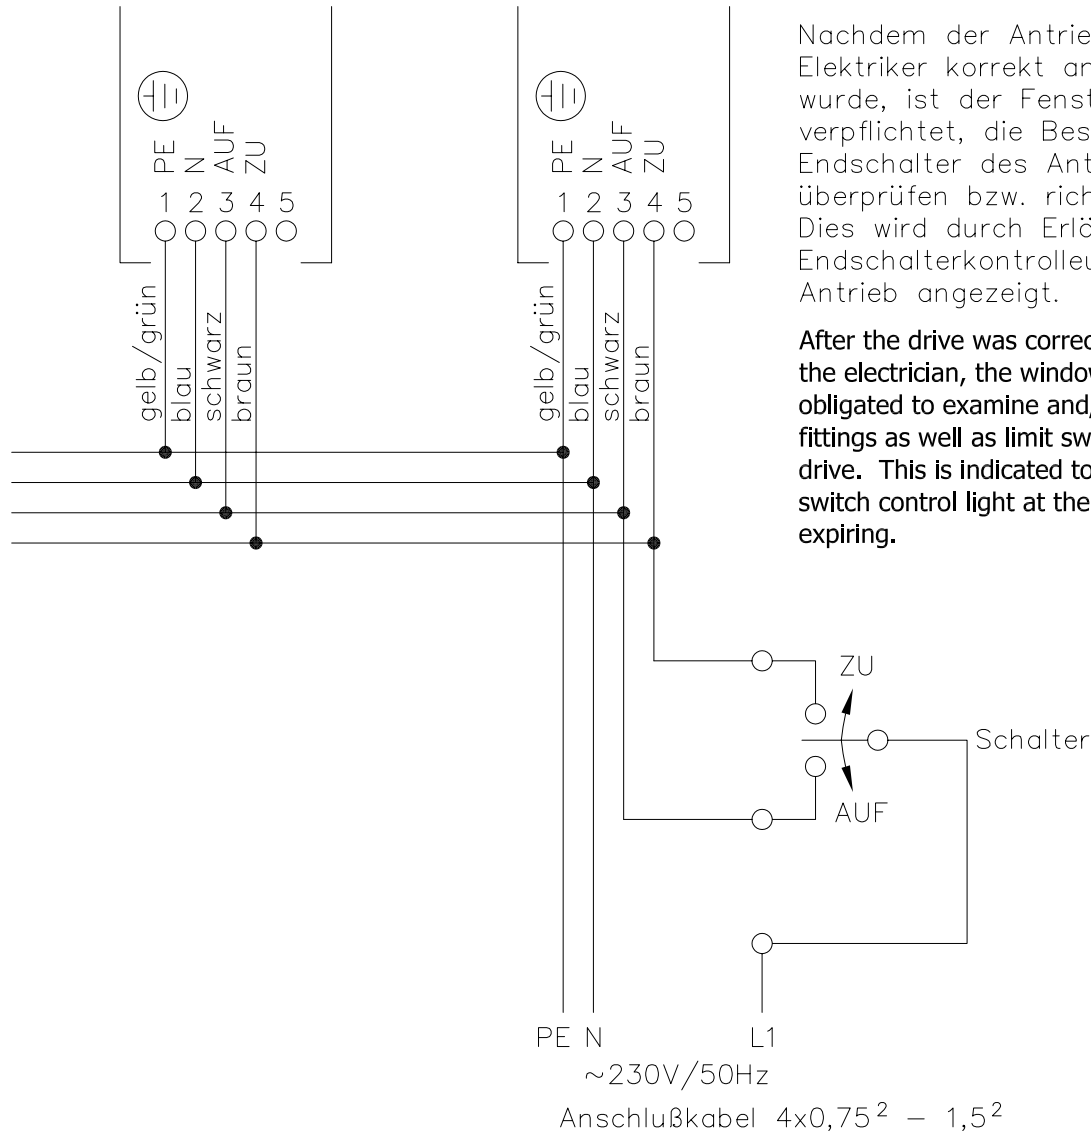 PE N AUF ZU
1 2 3 4 5
gelb/grün
blau
schwarz
braun
PE N AUF ZU
1 2 3 4 5
gelb/grün
blau
schwarz
braun
Nachdem der Antrie
Elektriker korrekt an
wurde, ist der Fenst
verpflichtet, die Bes
Endschalter des Ant
überprüfen bzw. rich
Dies wird durch Erlö
Endschalterkontrolleu
Antrieb angezeigt.
After the drive was correc
the electrician, the window
obligated to examine and,
fittings as well as limit sw
drive. This is indicated to
switch control light at the
expiring.
ZU
Schalter
AUF
PE N L1
~230V/50Hz
Anschlußkabel 4x0,75² – 1,5²